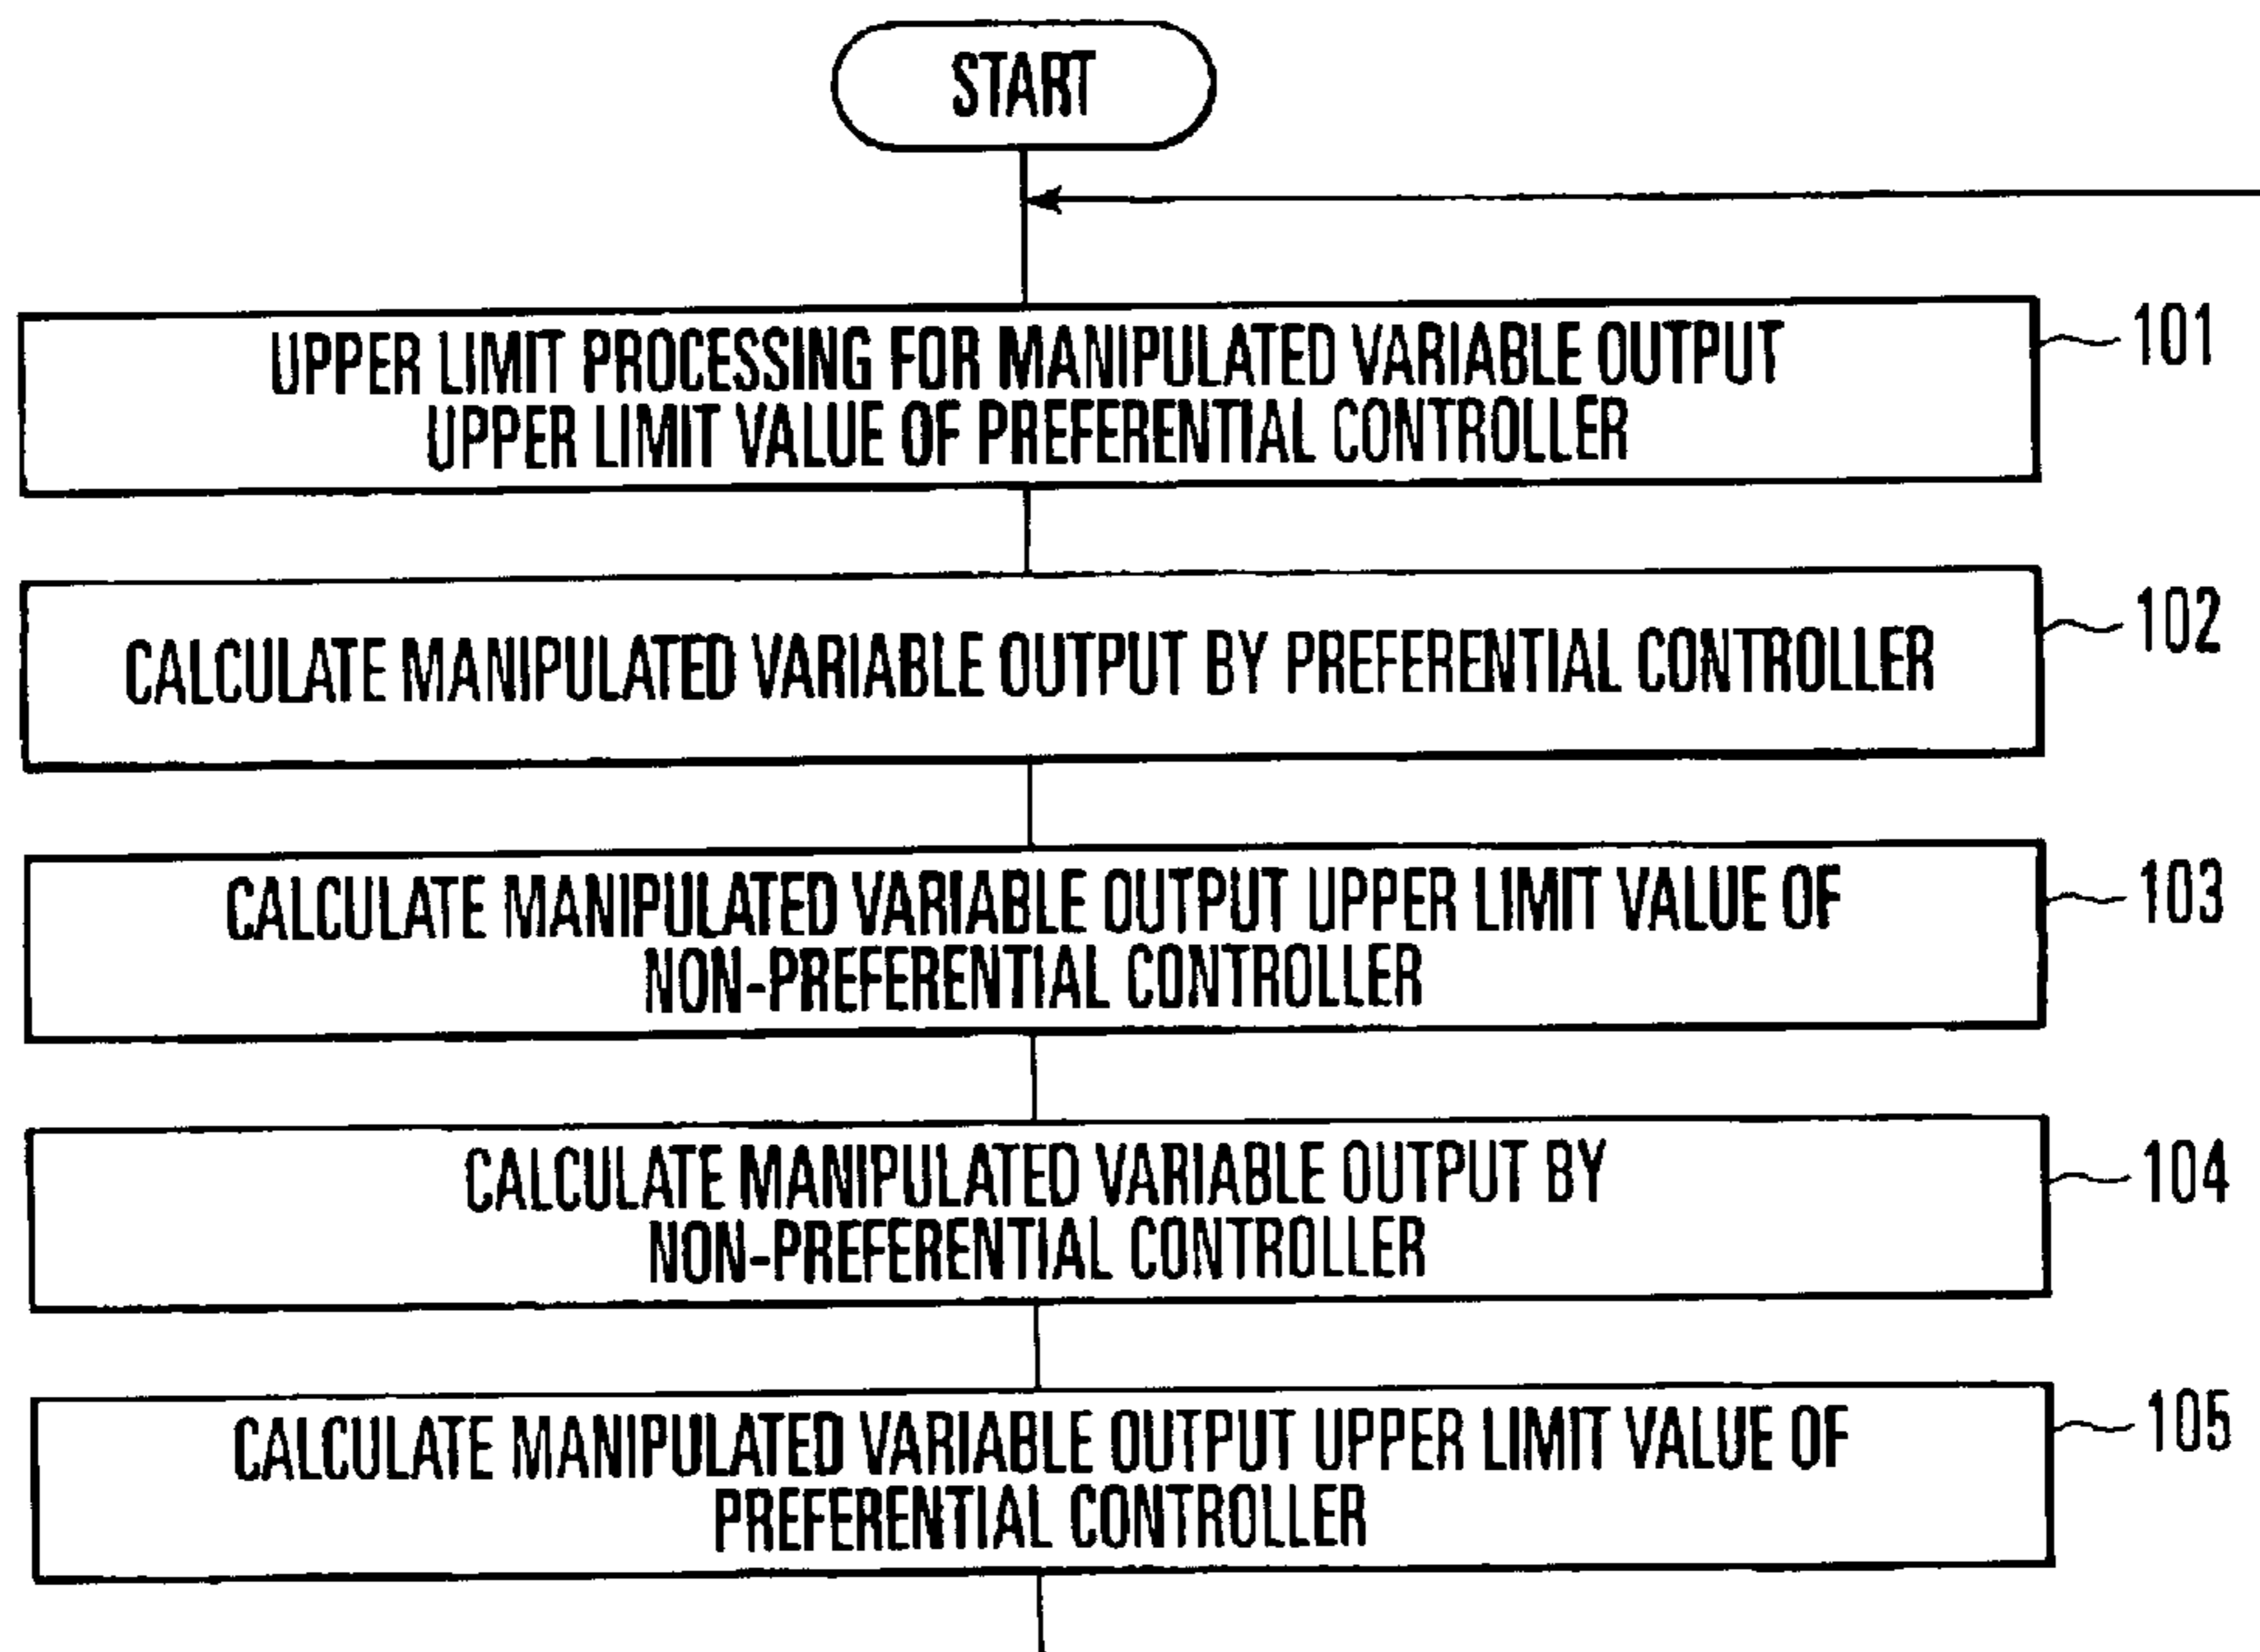 START
UPPER LIMIT PROCESSING FOR MANIPULATED VARIABLE OUTPUT
UPPER LIMIT VALUE OF PREFERENTIAL CONTROLLER
101
CALCULATE MANIPULATED VARIABLE OUTPUT BY PREFERENTIAL CONTROLLER
102
CALCULATE MANIPULATED VARIABLE OUTPUT UPPER LIMIT VALUE OF
NON-PREFERENTIAL CONTROLLER
103
CALCULATE MANIPULATED VARIABLE OUTPUT BY
NON-PREFERENTIAL CONTROLLER
104
CALCULATE MANIPULATED VARIABLE OUTPUT UPPER LIMIT VALUE OF
PREFERENTIAL CONTROLLER
105